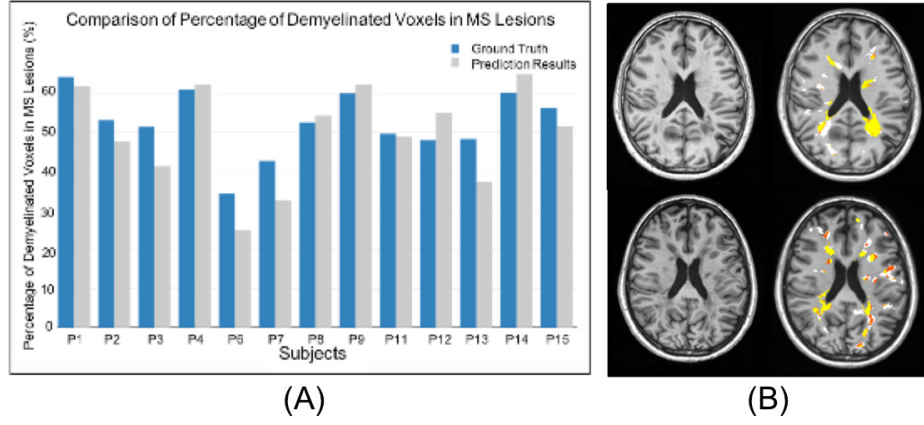 Comparison of Percentage of Demyelinated Voxels in MS Lesions
Ground Truth
Prediction Results
Percentage of Demyelinated Voxels in MS Lesions (%)
60
50
40
30
20
10
0
P1 P2 P3 P4 P6 P7 P8 P9 P11 P12 P13 P14 P15
Subjects
(A)
(B)